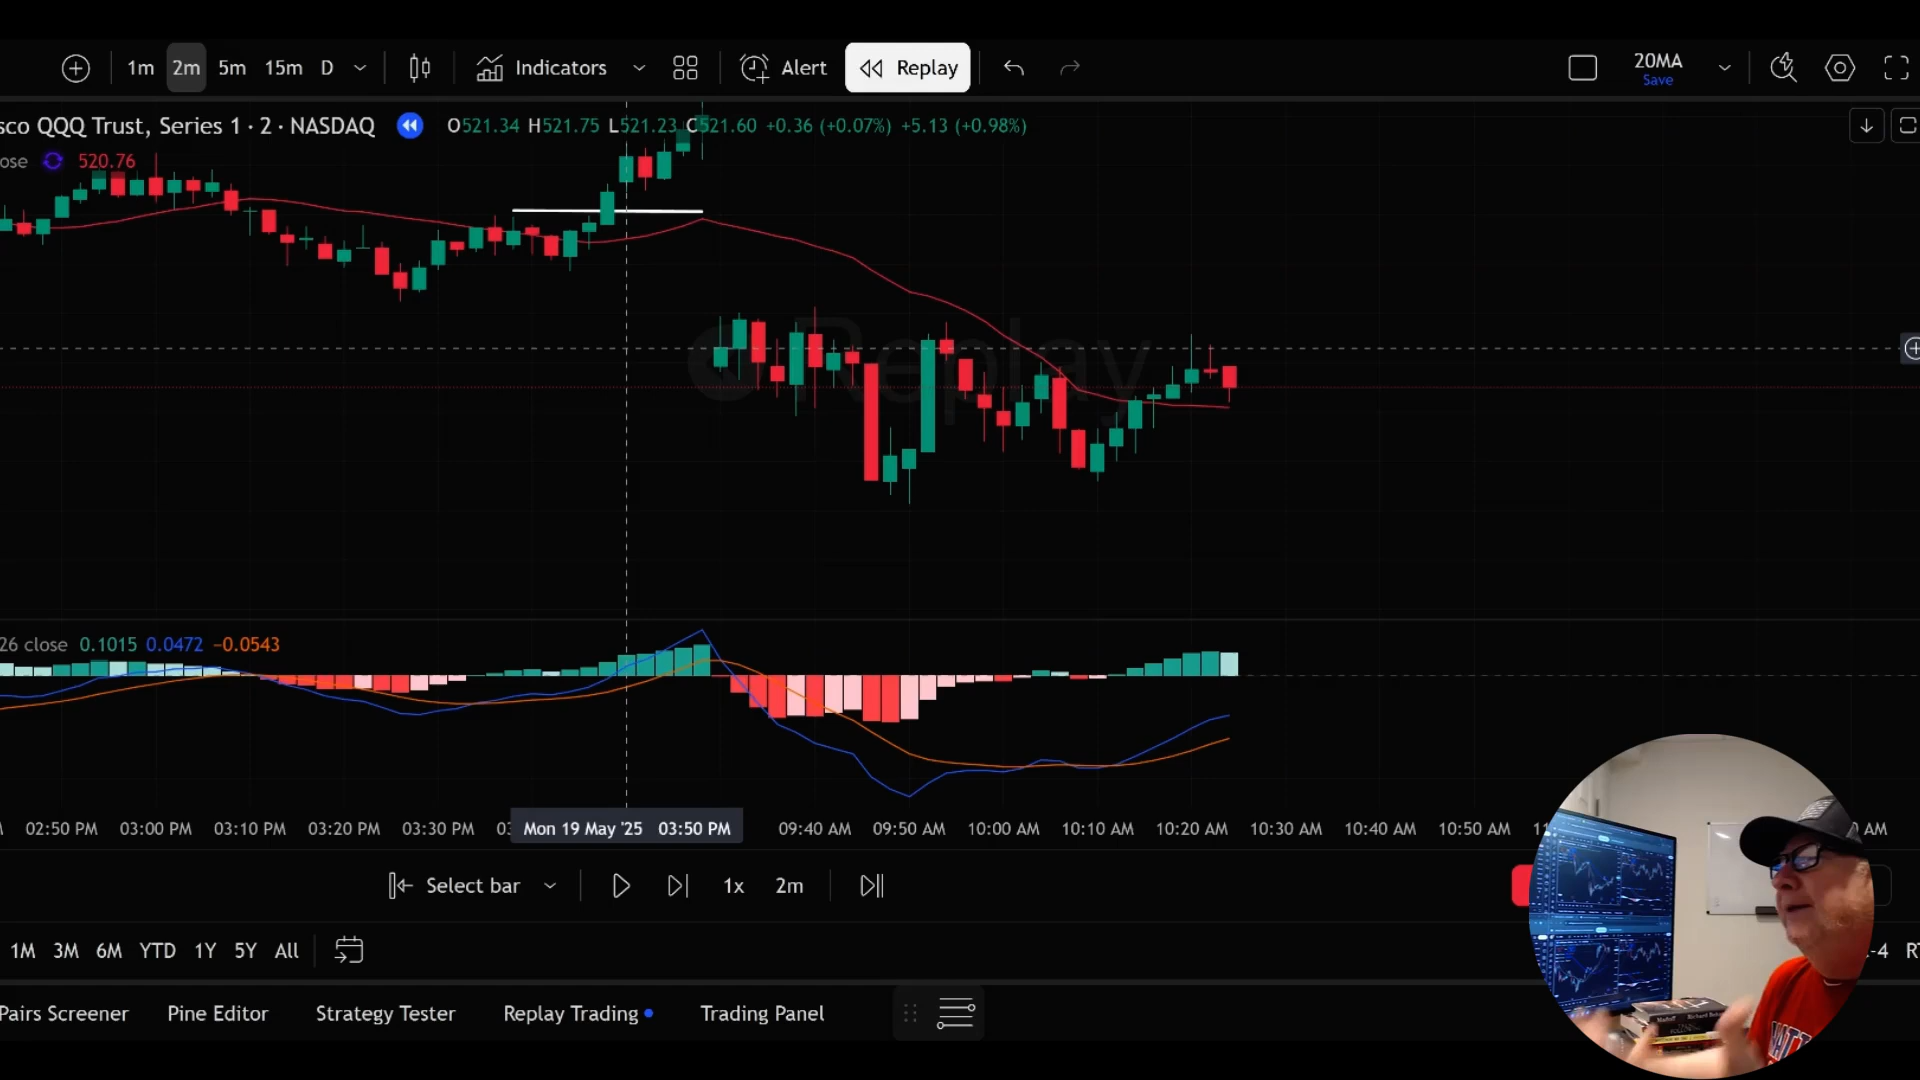 1m 2m 5m 15m D Indicators Alert Replay 20MA
Save
sco QQQ Trust, Series 1 · 2 · NASDAQ O521.34 H521.75 L521.23 C521.60 +0.36 (+0.07%) +5.13 (+0.98%)
ose 520.76
Replay
26 close 0.1015 0.0472 −0.0543
02:50 PM 03:00 PM 03:10 PM 03:20 PM 03:30 PM 03 Mon 19 May '25 03:50 PM 09:40 AM 09:50 AM 10:00 AM 10:10 AM 10:20 AM 10:30 AM 10:40 AM 10:50 AM 1 AM
Select bar 1x 2m
1M 3M 6M YTD 1Y 5Y All -4 RT
Pairs Screener Pine Editor Strategy Tester Replay Trading Trading Panel